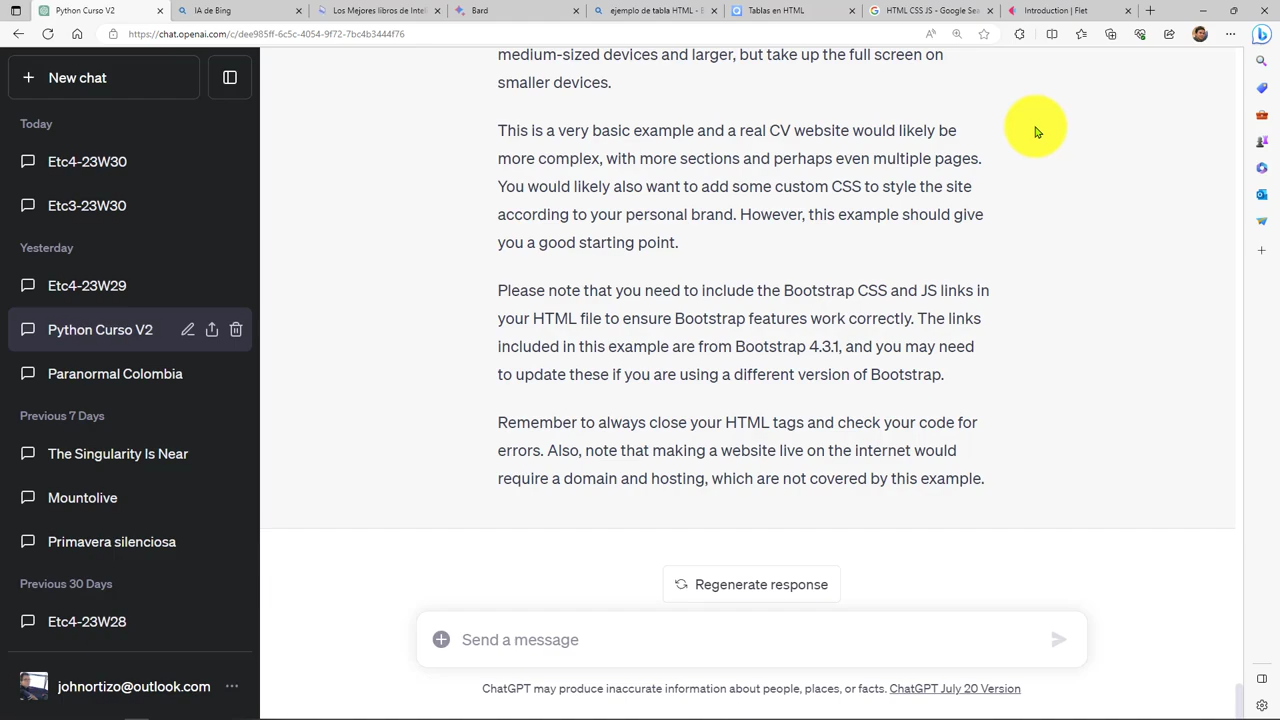 Python Curso V2
IA de Bing
Los Mejores libros de Inteli
Bard
ejemplo de tabla HTML - B
Tablas en HTML
HTML CSS JS - Google Sea
Introduction | Flet
https://chat.openai.com/c/dee985ff-6c5c-4054-9f72-7bc4b3444f76
New chat
Today
Etc4-23W30
Etc3-23W30
Yesterday
Etc4-23W29
Python Curso V2
Paranormal Colombia
Previous 7 Days
The Singularity Is Near
Mountolive
Primavera silenciosa
Previous 30 Days
Etc4-23W28
johnortizo@outlook.com
medium-sized devices and larger, but take up the full screen on
smaller devices.
This is a very basic example and a real CV website would likely be
more complex, with more sections and perhaps even multiple pages.
You would likely also want to add some custom CSS to style the site
according to your personal brand. However, this example should give
you a good starting point.
Please note that you need to include the Bootstrap CSS and JS links in
your HTML file to ensure Bootstrap features work correctly. The links
included in this example are from Bootstrap 4.3.1, and you may need
to update these if you are using a different version of Bootstrap.
Remember to always close your HTML tags and check your code for
errors. Also, note that making a website live on the internet would
require a domain and hosting, which are not covered by this example.
Regenerate response
Send a message
ChatGPT may produce inaccurate information about people, places, or facts. ChatGPT July 20 Version